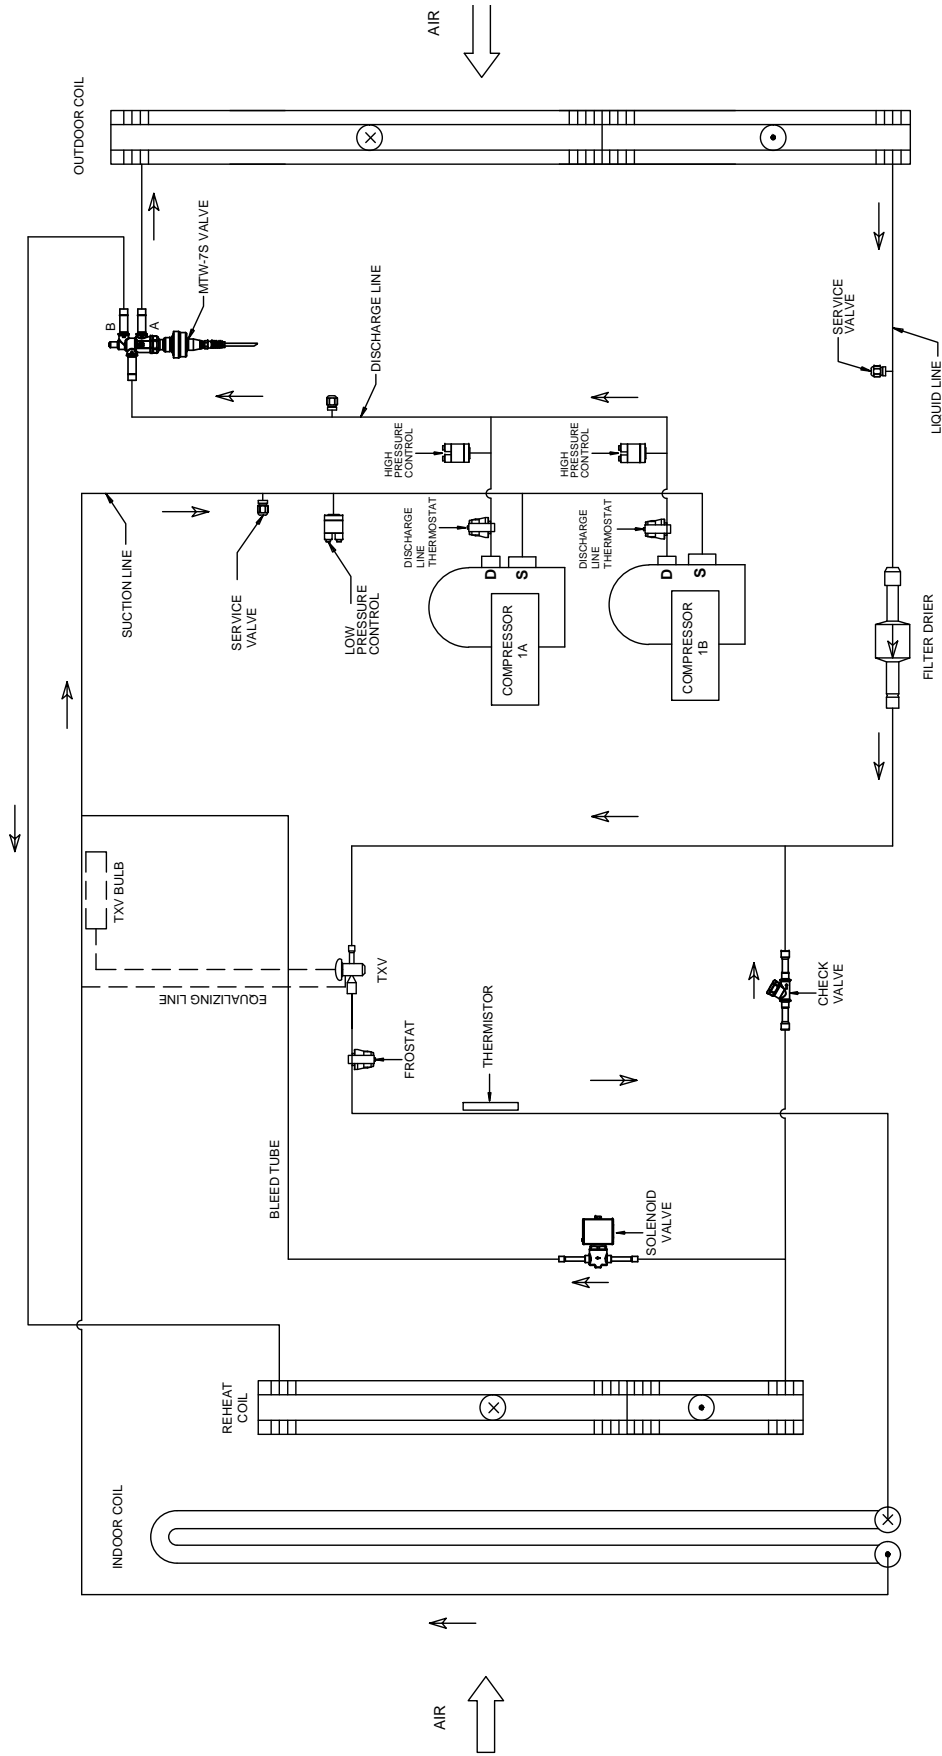 AIR
OUTDOOR COIL
B
A
MTW-7S VALVE
DISCHARGE LINE
SERVICE
VALVE
LIQUID LINE
HIGH
PRESSURE
CONTROL
HIGH
PRESSURE
CONTROL
SUCTION LINE
SERVICE
VALVE
LOW
PRESSURE
CONTROL
DISCHARGE
LINE
THERMOSTAT
DISCHARGE
LINE
THERMOSTAT
D
S
COMPRESSOR
1A
D
S
COMPRESSOR
1B
FILTER DRIER
TXV BULB
EQUALIZING LINE
TXV
FROSTAT
THERMISTOR
CHECK
VALVE
BLEED TUBE
SOLENOID
VALVE
REHEAT
COIL
INDOOR COIL
AIR